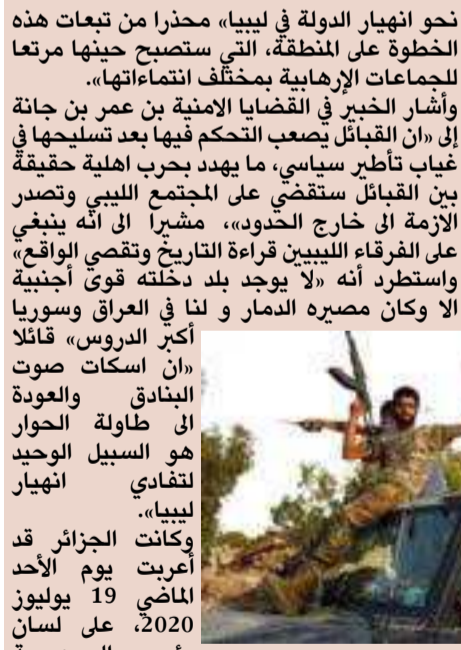 نحو انهيار الدولة في ليبيا» محذرا من تبعات هذه
الخطوة على المنطقة، التي ستصبح حينها مرتعا
للجماعات الإرهابية بمختلف انتماءاتها».
وأشار الخبير في القضايا الامنية بن عمر بن جانة
إلى «ان القبائل يصعب التحكم فيها بعد تسليحها في
غياب تأطير سياسي، ما يهدد بحرب اهلية حقيقة
بين القبائل ستقضي على المجتمع الليبي وتصدر
الازمة الى خارج الحدود»، مشيرا الى انه ينبغي
على الفرقاء الليبيين قراءة التاريخ وتقصي الواقع»
واستطرد أنه «لا يوجد بلد دخلته قوى أجنبية
الا وكان مصيره الدمار و لنا في العراق وسوريا
أكبر الدروس» قائلا
«ان اسكات صوت
البنادق والعودة
الى طاولة الحوار
هو السبيل الوحيد
لتفادي انهيار
ليبيا».
وكانت الجزائر قد
أعربت يوم الأحد
الماضي 19 يوليوز
2020، على لسان